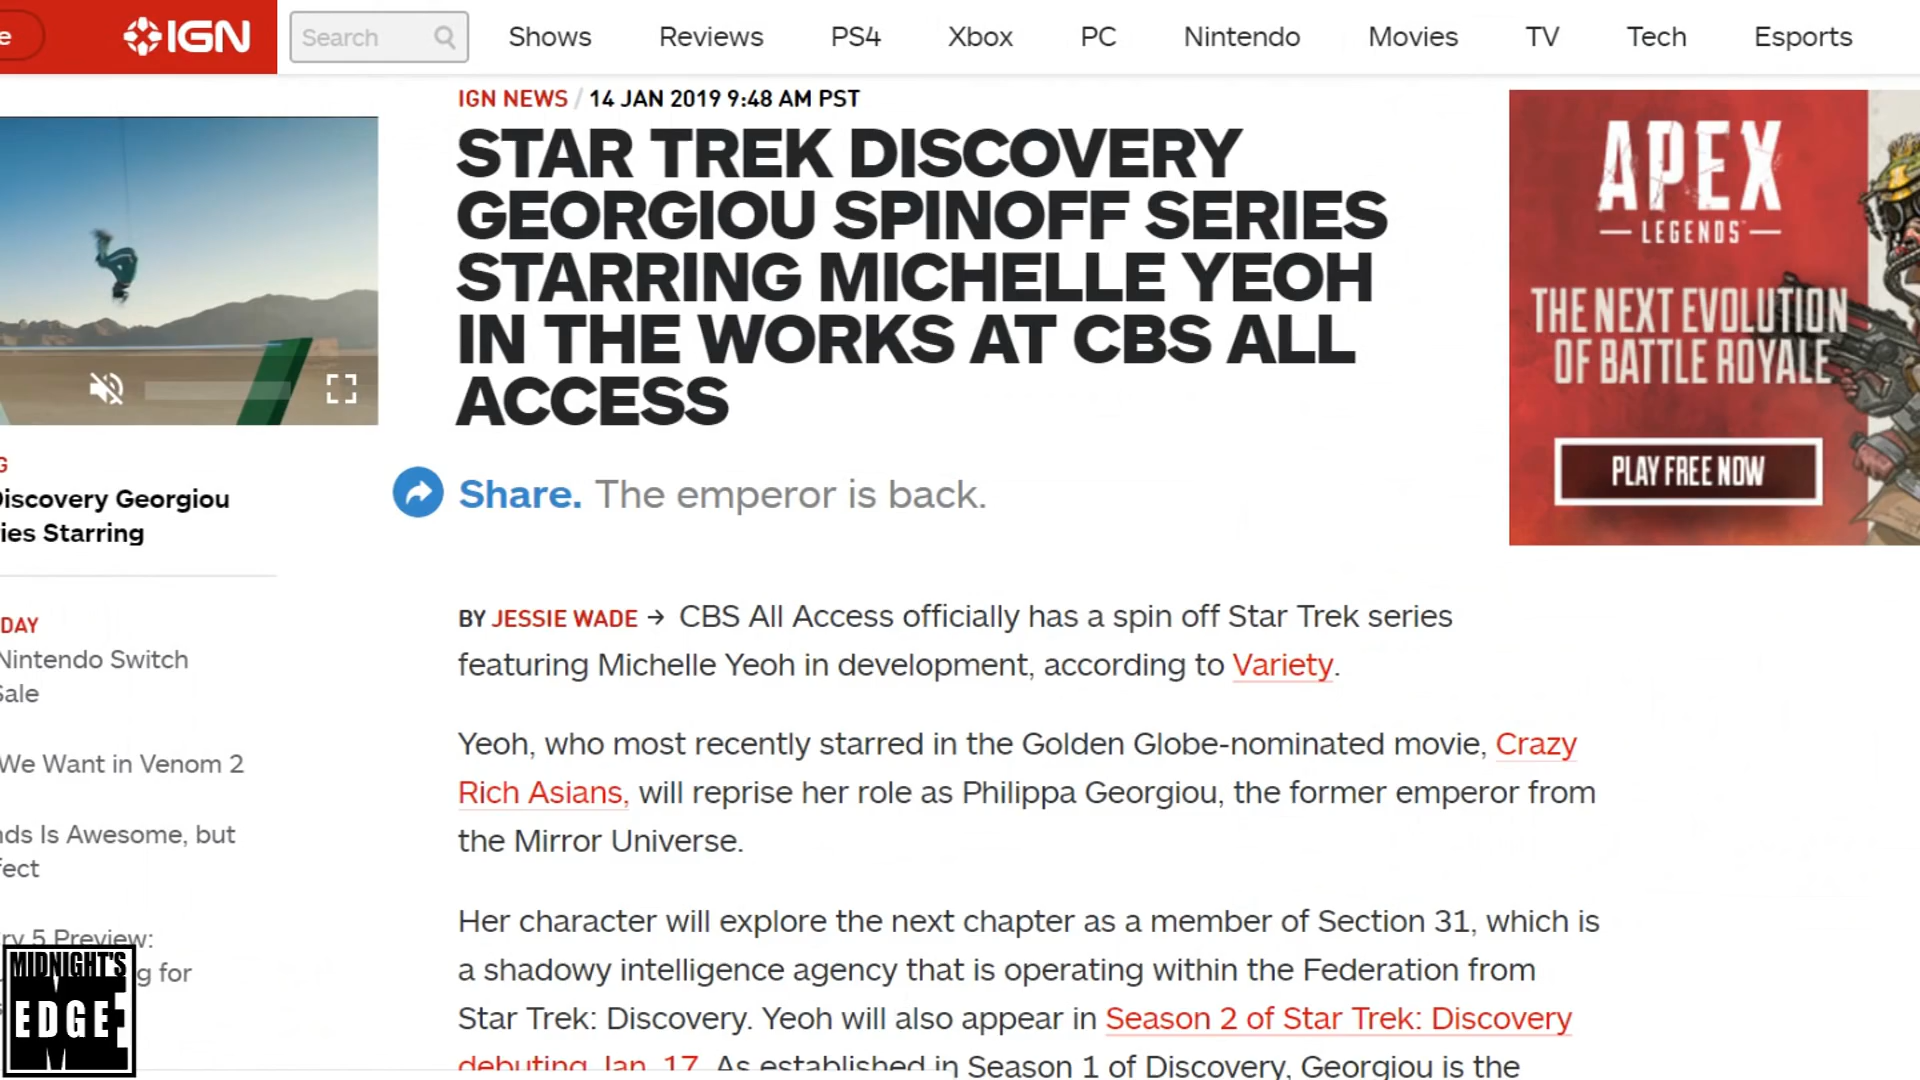 e
IGN
Search
Shows
Reviews
PS4
Xbox
PC
Nintendo
Movies
TV
Tech
Esports
IGN NEWS / 14 JAN 2019 9:48 AM PST
STAR TREK DISCOVERY
GEORGIOU SPINOFF SERIES
STARRING MICHELLE YEOH
IN THE WORKS AT CBS ALL
ACCESS
Share. The emperor is back.
BY JESSIE WADE → CBS All Access officially has a spin off Star Trek series
featuring Michelle Yeoh in development, according to Variety.
Yeoh, who most recently starred in the Golden Globe-nominated movie, Crazy
Rich Asians, will reprise her role as Philippa Georgiou, the former emperor from
the Mirror Universe.
Her character will explore the next chapter as a member of Section 31, which is
a shadowy intelligence agency that is operating within the Federation from
Star Trek: Discovery. Yeoh will also appear in Season 2 of Star Trek: Discovery
debuting Jan. 17. As established in Season 1 of Discovery, Georgiou is the
G
Discovery Georgiou
ies Starring
DAY
Nintendo Switch
Sale
We Want in Venom 2
nds Is Awesome, but
fect
ry 5 Preview:
g for
MIDNIGHT'S
EDGE
APEX
LEGENDS
THE NEXT EVOLUTION
OF BATTLE ROYALE
PLAY FREE NOW